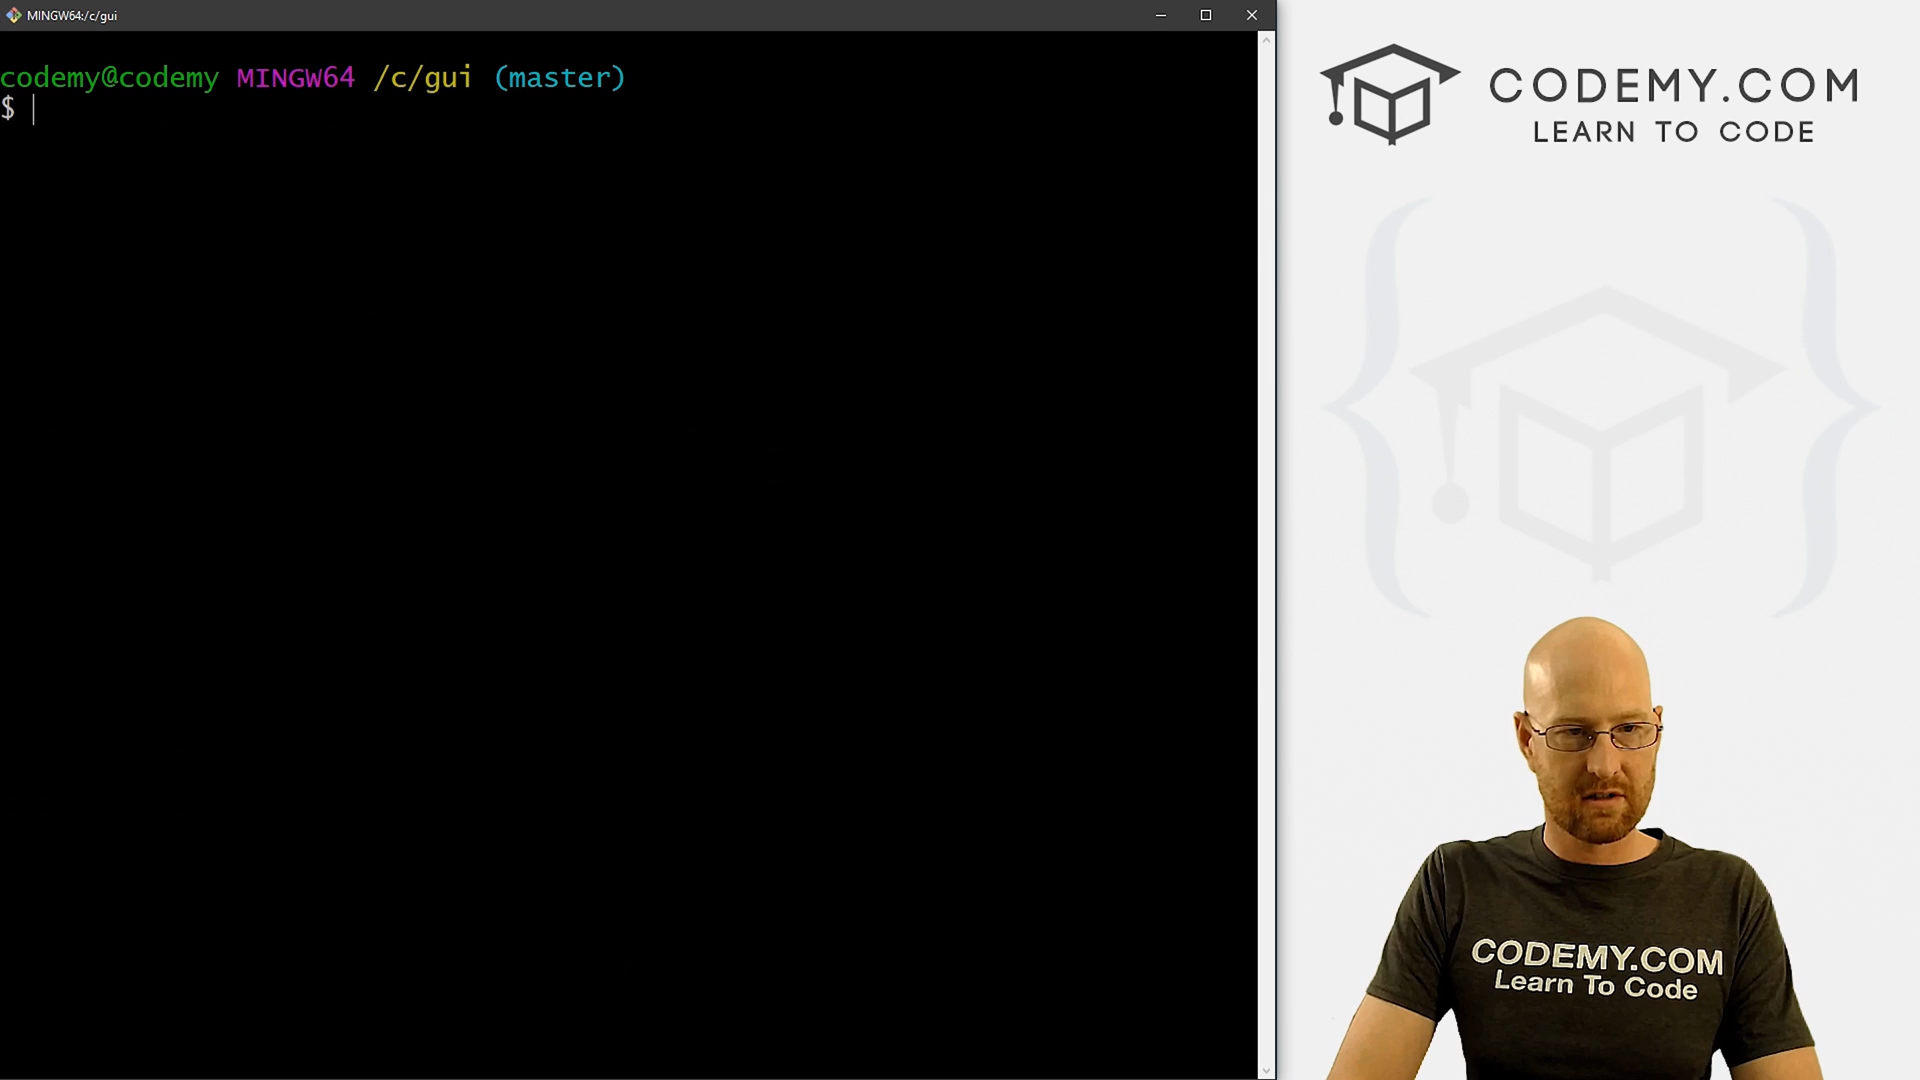 MINGW64:/c/gui
codemy@codemy MINGW64 /c/gui (master)
$
CODEMY.COM
LEARN TO CODE
CODEMY.COM
Learn To Code